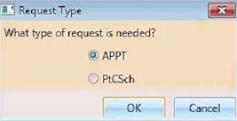 Request Type
What type of request is needed?
APPT
PtCSch
OK Cancel